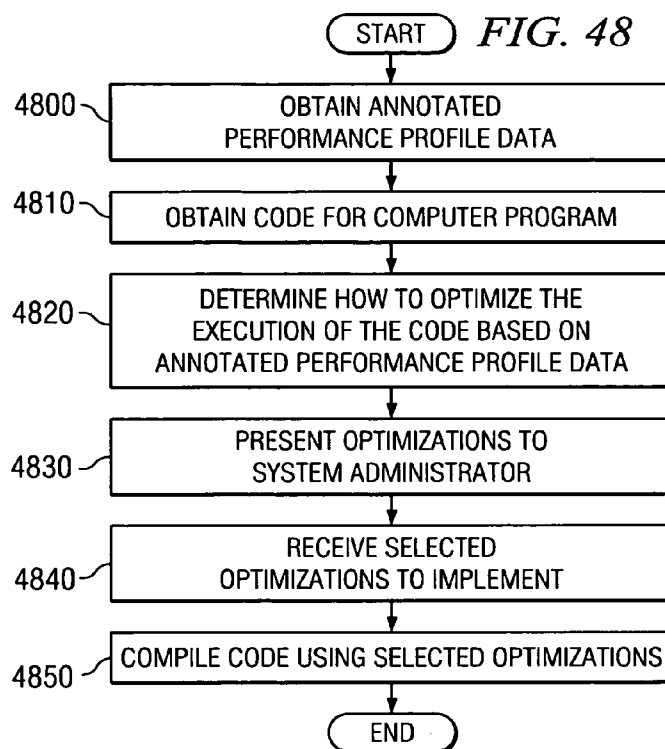 START
FIG. 48
4800
OBTAIN ANNOTATED
PERFORMANCE PROFILE DATA
4810
OBTAIN CODE FOR COMPUTER PROGRAM
4820
DETERMINE HOW TO OPTIMIZE THE
EXECUTION OF THE CODE BASED ON
ANNOTATED PERFORMANCE PROFILE DATA
4830
PRESENT OPTIMIZATIONS TO
SYSTEM ADMINISTRATOR
4840
RECEIVE SELECTED
OPTIMIZATIONS TO IMPLEMENT
4850
COMPILE CODE USING SELECTED OPTIMIZATIONS
END